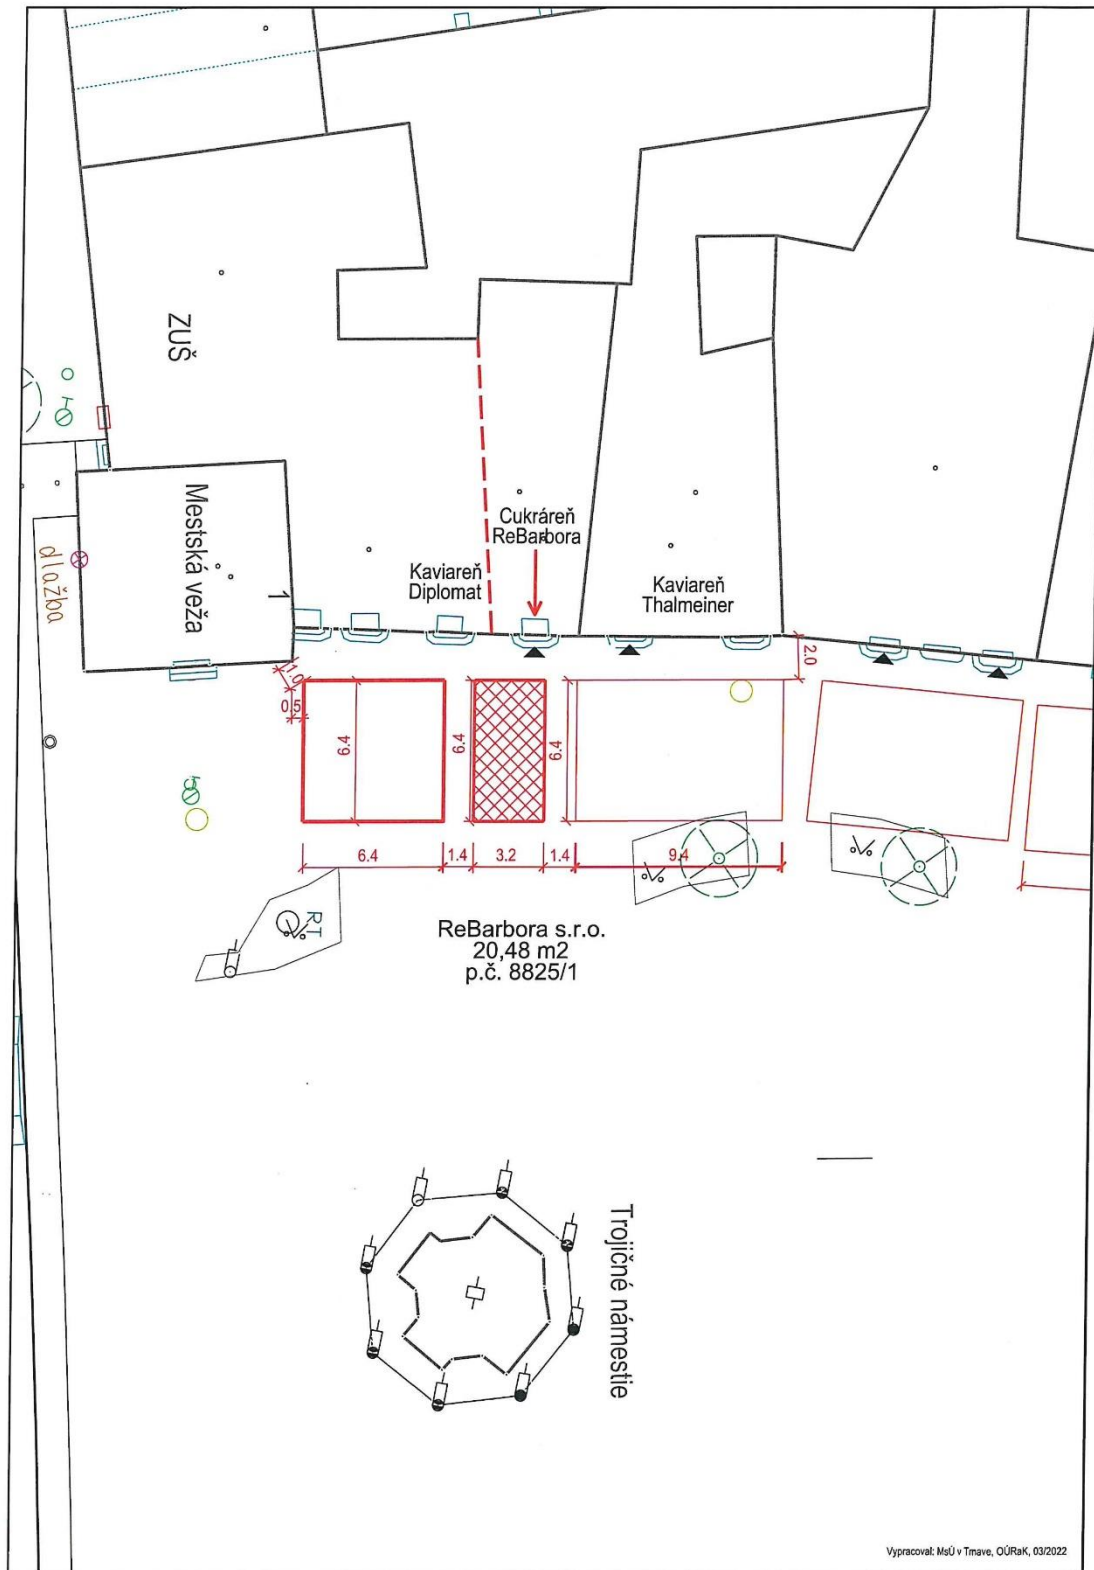 ZUŠ
Mestská veža
1
dlažba
Cukráreň
ReBarbora
Kaviareň
Diplomat
Kaviareň
Thalmeiner
2.0
1.0
0.5
6.4
6.4
6.4
6.4
1.4
3.2
1.4
9.4
RT
ReBarbora s.r.o.
20,48 m2
p.č. 8825/1
Trojičné námestie
Vypracoval: MsÚ v Trnave, OÚRaK, 03/2022